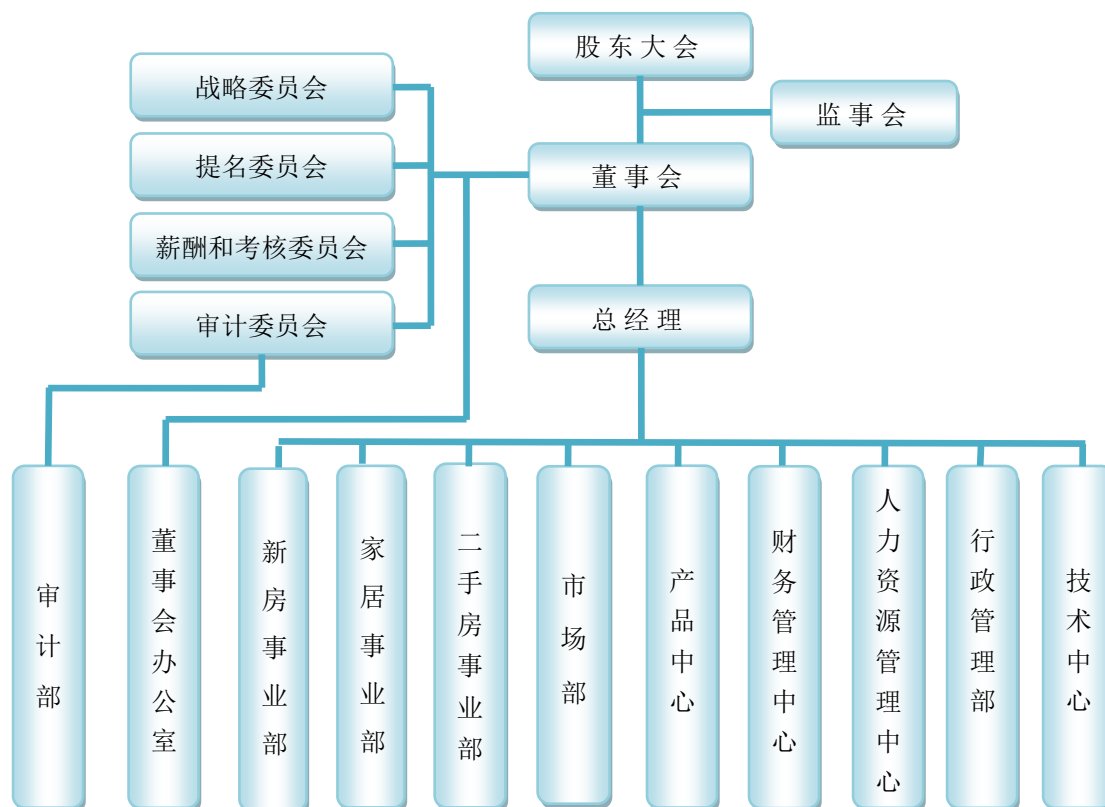 股东大会
战略委员会
监事会
提名委员会
董事会
薪酬和考核委员会
审计委员会
总经理
审计部
董事会办公室
新房事业部
家居事业部
二手房事业部
市场部
产品中心
财务管理中心
人力资源管理中心
行政管理部
技术中心